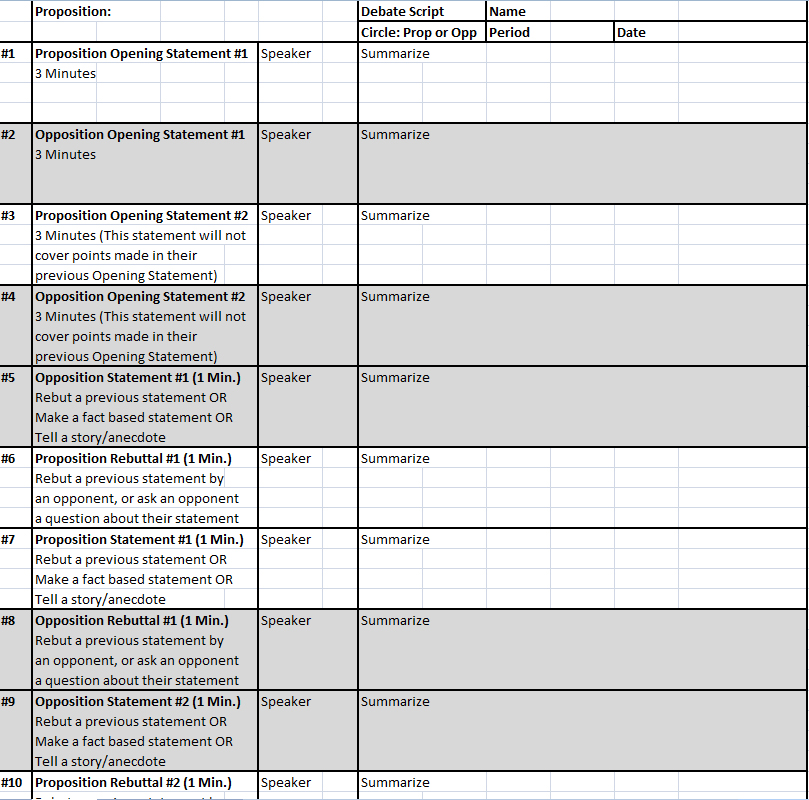 Proposition: Debate Script Name
Circle: Prop or Opp Period Date
#1 Proposition Opening Statement #1 Speaker Summarize
3 Minutes
#2 Opposition Opening Statement #1 Speaker Summarize
3 Minutes
#3 Proposition Opening Statement #2 Speaker Summarize
3 Minutes (This statement will not
cover points made in their
previous Opening Statement)
#4 Opposition Opening Statement #2 Speaker Summarize
3 Minutes (This statement will not
cover points made in their
previous Opening Statement)
#5 Opposition Statement #1 (1 Min.) Speaker Summarize
Rebut a previous statement OR
Make a fact based statement OR
Tell a story/anecdote
#6 Proposition Rebuttal #1 (1 Min.) Speaker Summarize
Rebut a previous statement by
an opponent, or ask an opponent
a question about their statement
#7 Proposition Statement #1 (1 Min.) Speaker Summarize
Rebut a previous statement OR
Make a fact based statement OR
Tell a story/anecdote
#8 Opposition Rebuttal #1 (1 Min.) Speaker Summarize
Rebut a previous statement by
an opponent, or ask an opponent
a question about their statement
#9 Opposition Statement #2 (1 Min.) Speaker Summarize
Rebut a previous statement OR
Make a fact based statement OR
Tell a story/anecdote
#10 Proposition Rebuttal #2 (1 Min.) Speaker Summarize